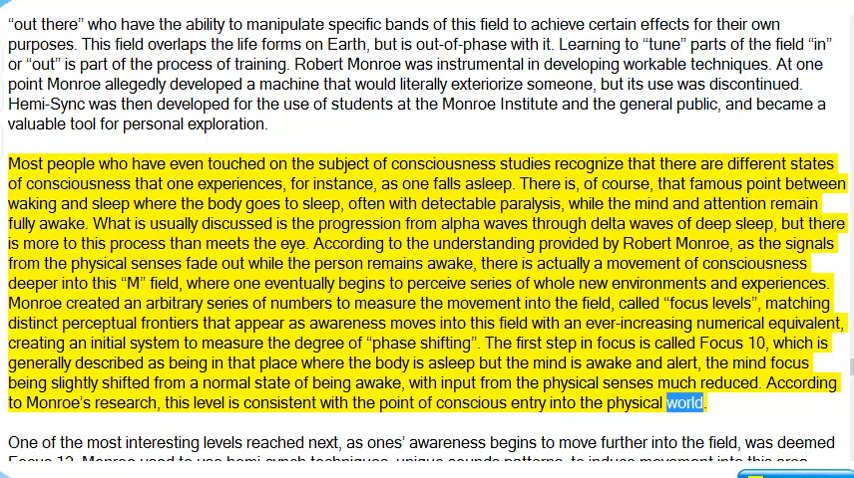 “out there” who have the ability to manipulate specific bands of this field to achieve certain effects for their own
purposes. This field overlaps the life forms on Earth, but is out-of-phase with it. Learning to “tune” parts of the field “in”
or “out” is part of the process of training. Robert Monroe was instrumental in developing workable techniques. At one
point Monroe allegedly developed a machine that would literally exteriorize someone, but its use was discontinued.
Hemi-Sync was then developed for the use of students at the Monroe Institute and the general public, and became a
valuable tool for personal exploration.
Most people who have even touched on the subject of consciousness studies recognize that there are different states
of consciousness that one experiences, for instance, as one falls asleep. There is, of course, that famous point between
waking and sleep where the body goes to sleep, often with detectable paralysis, while the mind and attention remain
fully awake. What is usually discussed is the progression from alpha waves through delta waves of deep sleep, but there
is more to this process than meets the eye. According to the understanding provided by Robert Monroe, as the signals
from the physical senses fade out while the person remains awake, there is actually a movement of consciousness
deeper into this “M” field, where one eventually begins to perceive series of whole new environments and experiences.
Monroe created an arbitrary series of numbers to measure the movement into the field, called “focus levels”, matching
distinct perceptual frontiers that appear as awareness moves into this field with an ever-increasing numerical equivalent,
creating an initial system to measure the degree of “phase shifting”. The first step in focus is called Focus 10, which is
generally described as being in that place where the body is asleep but the mind is awake and alert, the mind focus
being slightly shifted from a normal state of being awake, with input from the physical senses much reduced. According
to Monroe’s research, this level is consistent with the point of conscious entry into the physical world.
One of the most interesting levels reached next, as ones’ awareness begins to move further into the field, was deemed
Focus 12. Monroe used to use hemi-synch techniques, unique sounds patterns, to induce movement into this area